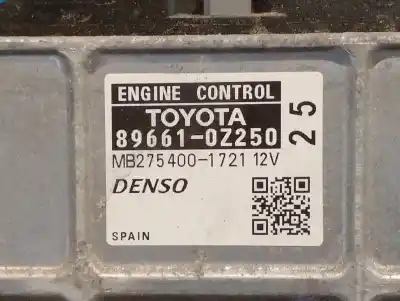 ENGINE CONTROL
TOYOTA
89661-0Z250
25
MB275400-1721 12V
DENSO
SPAIN